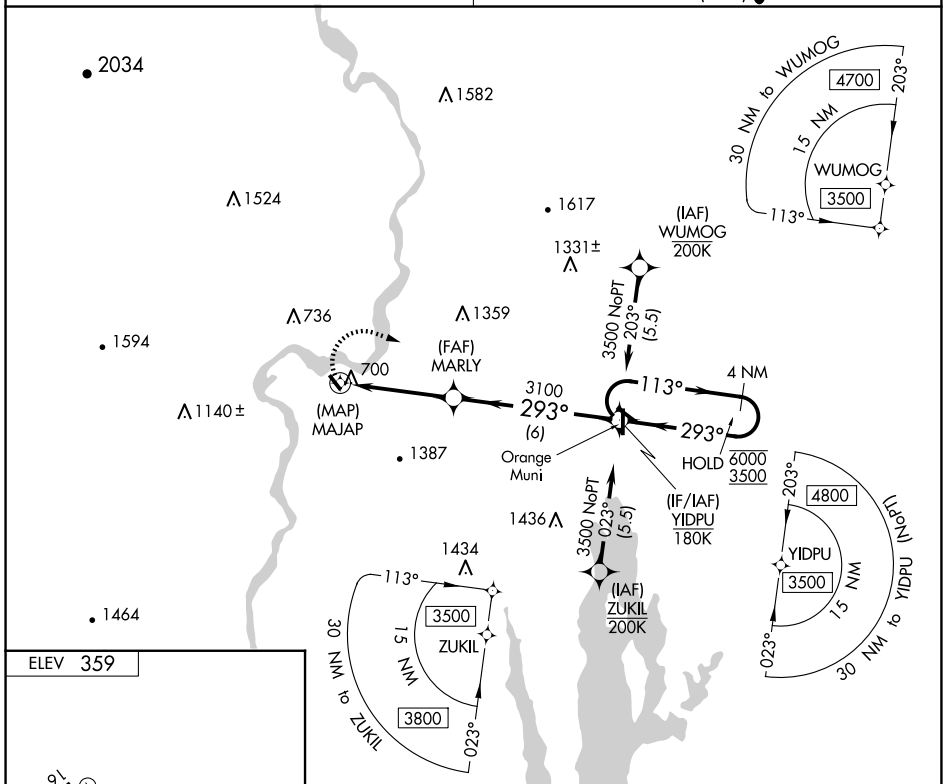 2034
1582
1524
1617
(IAF)
WUMOG
200K
1331±
30 NM to WUMOG
4700
203°
15 NM
WUMOG
3500
113°
3500 NoPT
203°
(5.5)
736
1359
1594
(FAF)
MARLY
700
4 NM
113°
3100
293°
(6)
293°
(MAP)
MAJAP
1140±
1387
Orange
Muni
HOLD 6000
3500
(IF/IAF)
YIDPU
180K
3500 NoPT
023°
(5.5)
1436
1434
(IAF)
ZUKIL
200K
203°
4800
YIDPU
3500
15 NM
30 NM to YIDPU (NoPT)
023°
113°
3500
ZUKIL
15 NM
30 NM to ZUKIL
3800
023°
1464
ELEV 359
16